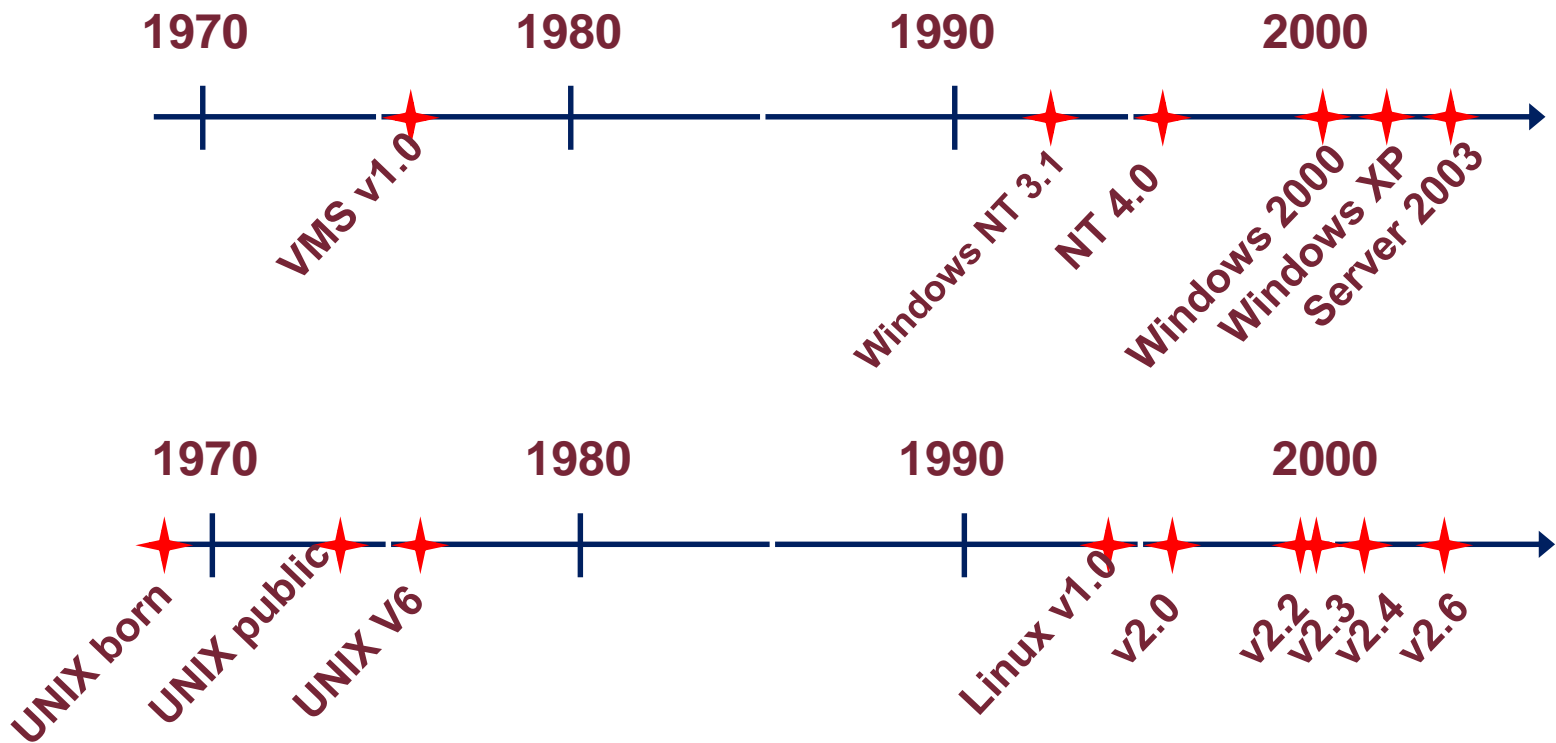 1970 1980 1990 2000
VMS v1.0
Windows NT 3.1
NT 4.0
Windows 2000
Windows XP
Server 2003
1970 1980 1990 2000
UNIX born
UNIX public
UNIX V6
Linux v1.0
v2.0
v2.2
v2.3
v2.4
v2.6